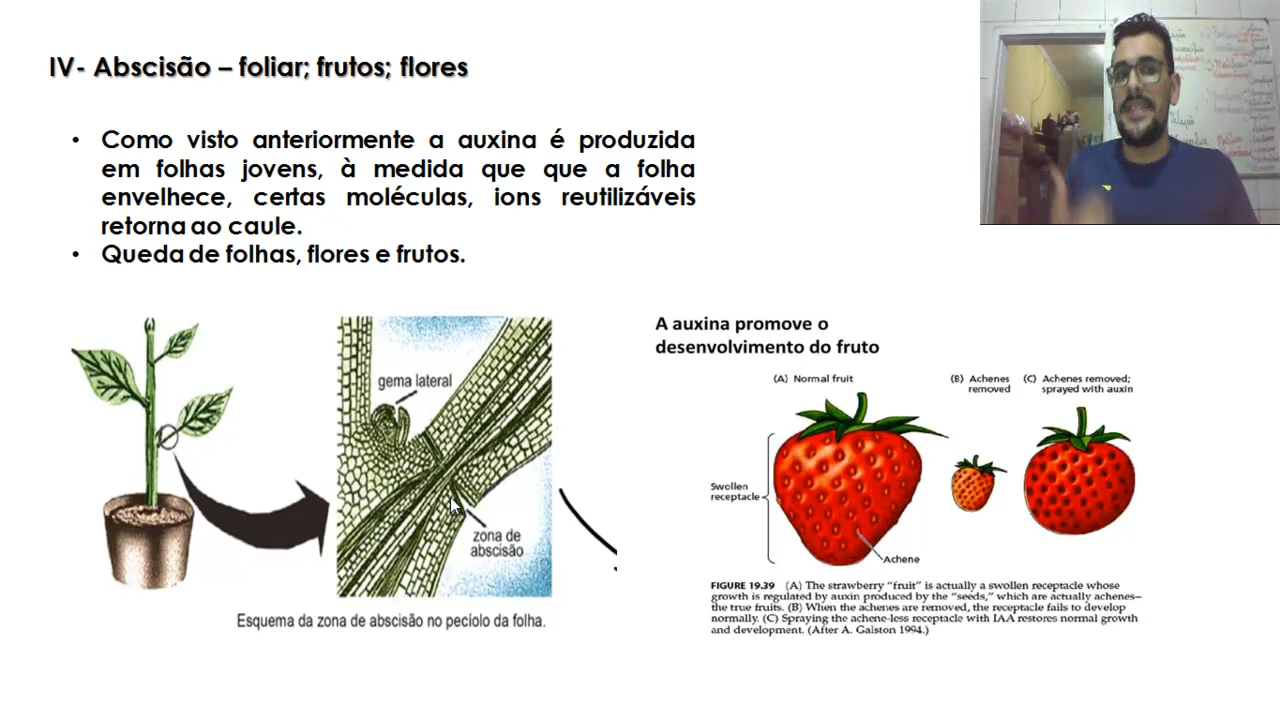 IV- Abscisão – foliar; frutos; flores
• Como visto anteriormente a auxina é produzida
em folhas jovens, à medida que que a folha
envelhece, certas moléculas, ions reutilizáveis
retorna ao caule.
• Queda de folhas, flores e frutos.
gema lateral
zona de
abscisão
Esquema da zona de abscisão no pecíolo da folha.
A auxina promove o
desenvolvimento do fruto
(A) Normal fruit
(B) Achenes
removed
(C) Achenes removed;
sprayed with auxin
Swollen
receptacle
Achene
FIGURE 19.39 (A) The strawberry "fruit" is actually a swollen receptacle whose
growth is regulated by auxin produced by the "seeds," which are actually achenes—
the true fruits. (B) When the achenes are removed, the receptacle fails to develop
normally. (C) Spraying the achene-less receptacle with IAA restores normal growth
and development. (After A. Galston 1994.)